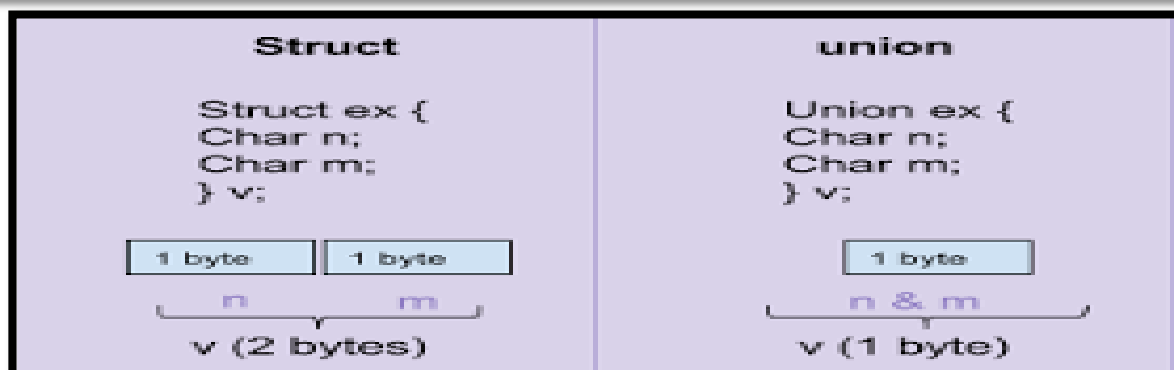 Struct
Struct ex {
Char n;
Char m;
} v;
1 byte 1 byte
n m
v (2 bytes)
union
Union ex {
Char n;
Char m;
} v;
1 byte
n & m
v (1 byte)